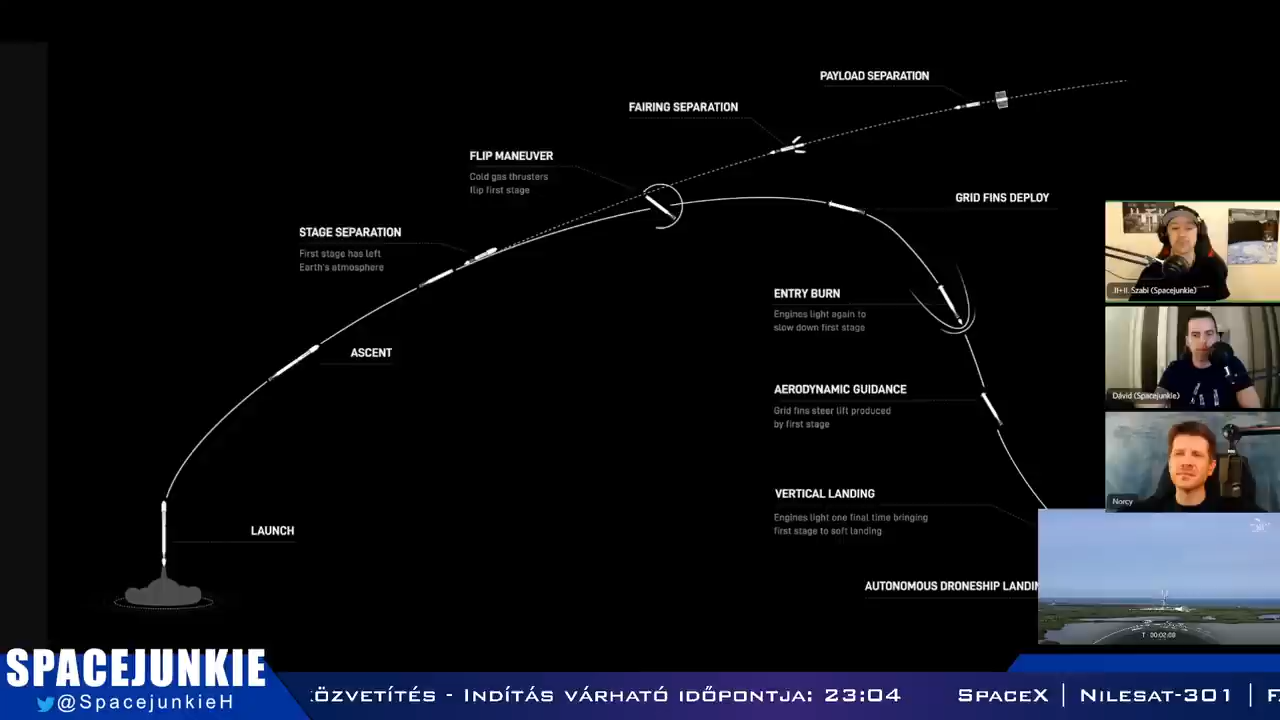 PAYLOAD SEPARATION
FAIRING SEPARATION
FLIP MANEUVER
Cold gas thrusters
flip first stage
GRID FINS DEPLOY
STAGE SEPARATION
First stage has left
Earth's atmosphere
ENTRY BURN
Engines light again to
slow down first stage
ASCENT
AERODYNAMIC GUIDANCE
Grid fins steer lift produced
by first stage
VERTICAL LANDING
Engines light one final time bringing
first stage to soft landing
LAUNCH
AUTONOMOUS DRONESHIP LANDIN
Szabi (Spacejunkie)
Dávid (Spacejunkie)
Norcy
T 00:02:00
SPACEJUNKIE
@SpacejunkieH
ÖZVETÍTÉS - INDÍTÁS VÁRHATÓ IDŐPONTJA: 23:04 SPACEX | NILESAT-301 | F